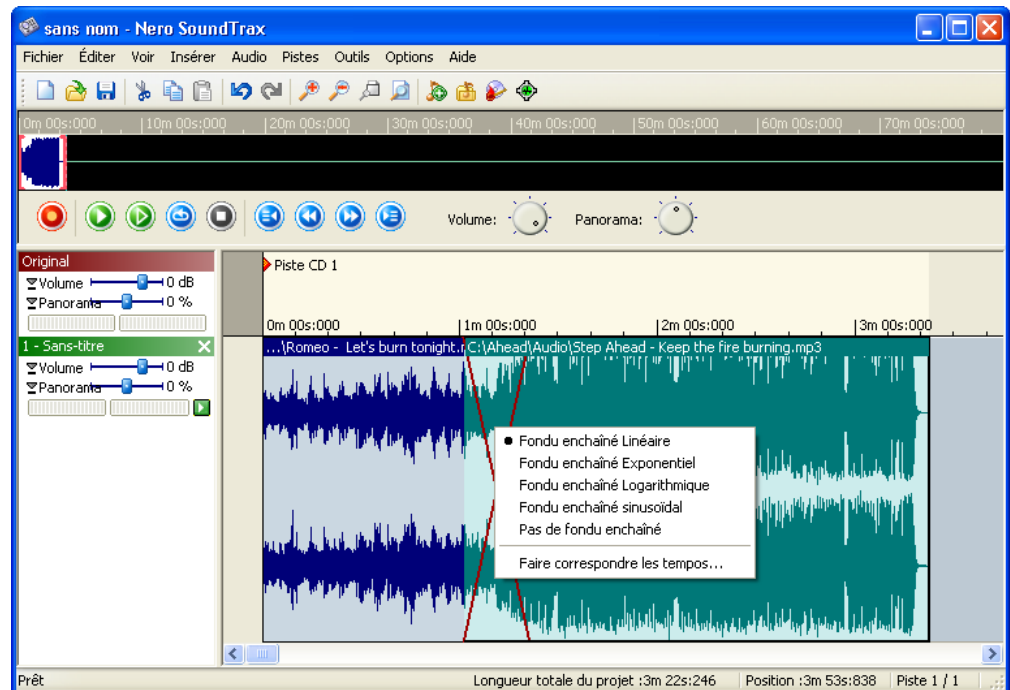 sans nom - Nero SoundTrax
Fichier Éditer Voir Insérer Audio Pistes Outils Options Aide
0m 00s:000 10m 00s:000 20m 00s:000 30m 00s:000 40m 00s:000 50m 00s:000 60m 00s:000 70m 00s:000
Volume: Panorama:
Original
Volume 0 dB
Panorama 0 %
Piste CD 1
0m 00s:000 1m 00s:000 2m 00s:000 3m 00s:000
1 - Sans-titre
Volume 0 dB
Panorama 0 %
...\Romeo - Let's burn tonight. C:\Ahead\Audio\Step Ahead - Keep the fire burning.mp3
Fondu enchaîné Linéaire
Fondu enchaîné Exponentiel
Fondu enchaîné Logarithmique
Fondu enchaîné sinusoïdal
Pas de fondu enchaîné
Faire correspondre les tempos...
Prêt
Longueur totale du projet :3m 22s:246 Position :3m 53s:838 Piste 1 / 1